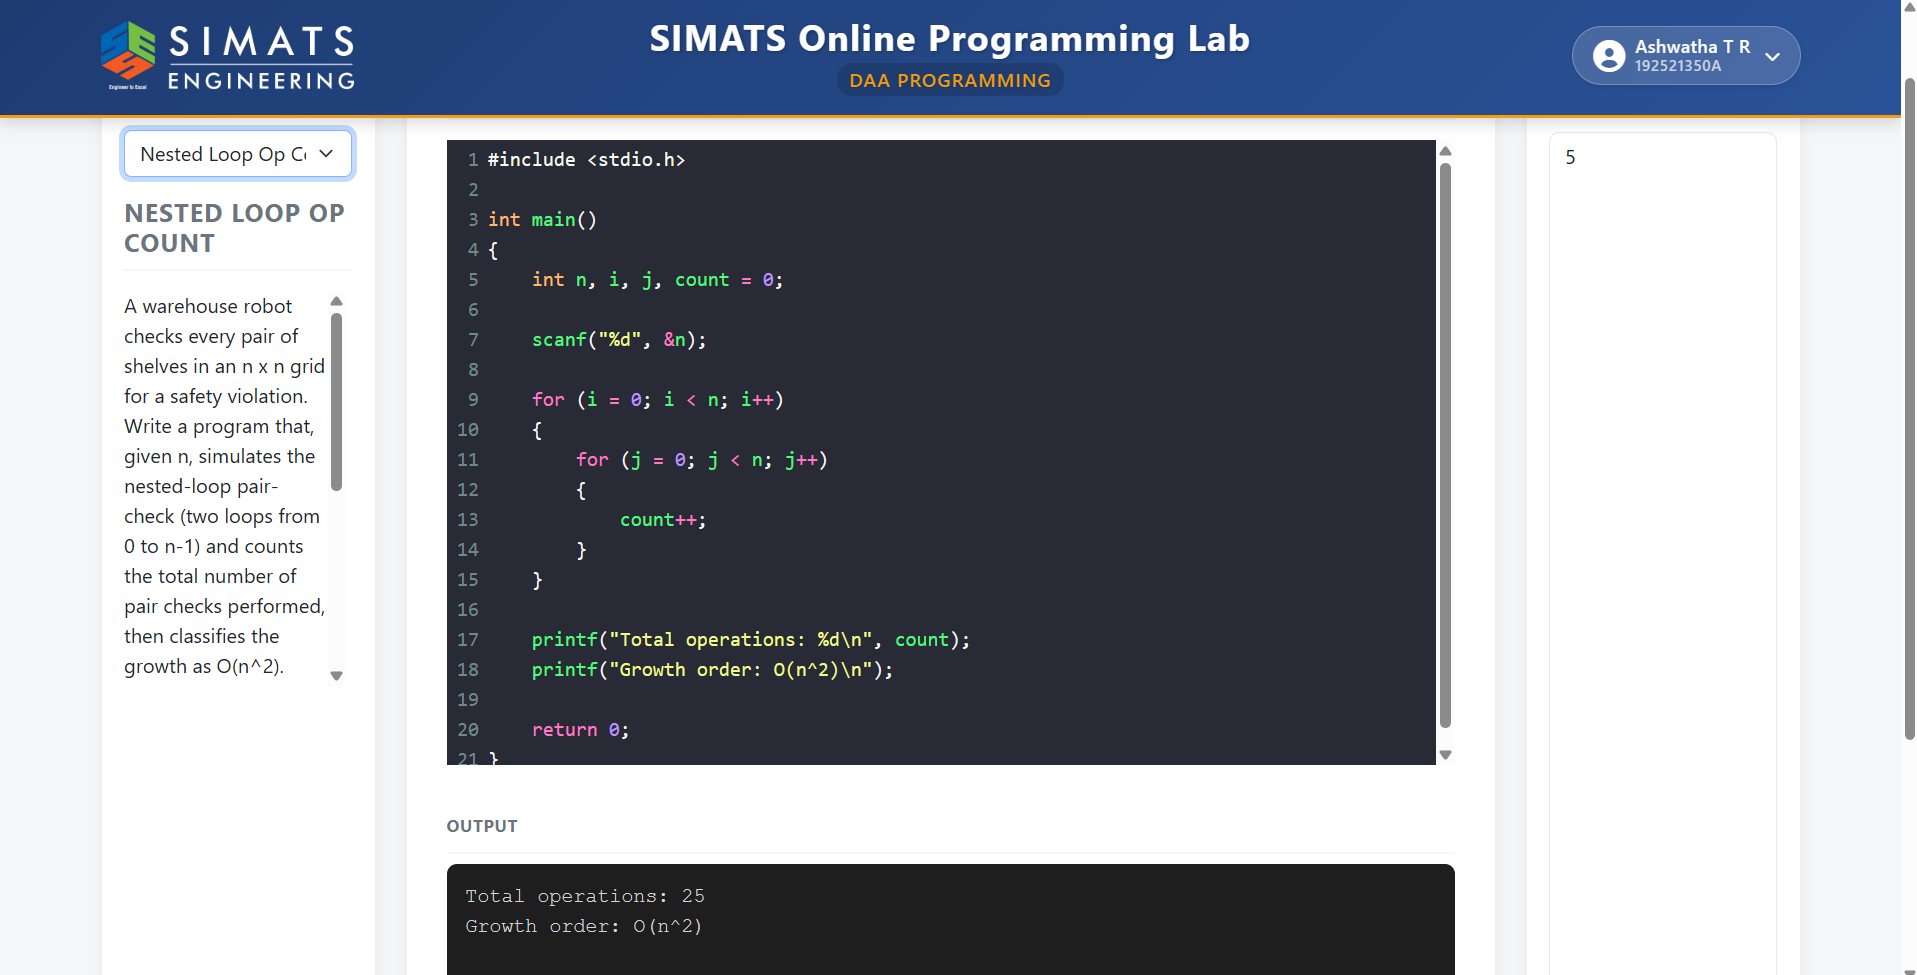 SIMATS
ENGINEERING
Engineer to Excel
SIMATS Online Programming Lab
DAA PROGRAMMING
Ashwatha T R
192521350A
Nested Loop Op Co
NESTED LOOP OP
COUNT
A warehouse robot
checks every pair of
shelves in an n x n grid
for a safety violation.
Write a program that,
given n, simulates the
nested-loop pair-
check (two loops from
0 to n-1) and counts
the total number of
pair checks performed,
then classifies the
growth as O(n^2).
1 #include <stdio.h>
2
3 int main()
4 {
5     int n, i, j, count = 0;
6
7     scanf("%d", &n);
8
9     for (i = 0; i < n; i++)
10     {
11         for (j = 0; j < n; j++)
12         {
13             count++;
14         }
15     }
16
17     printf("Total operations: %d\n", count);
18     printf("Growth order: O(n^2)\n");
19
20     return 0;
21 }
OUTPUT
Total operations: 25
Growth order: O(n^2)
5